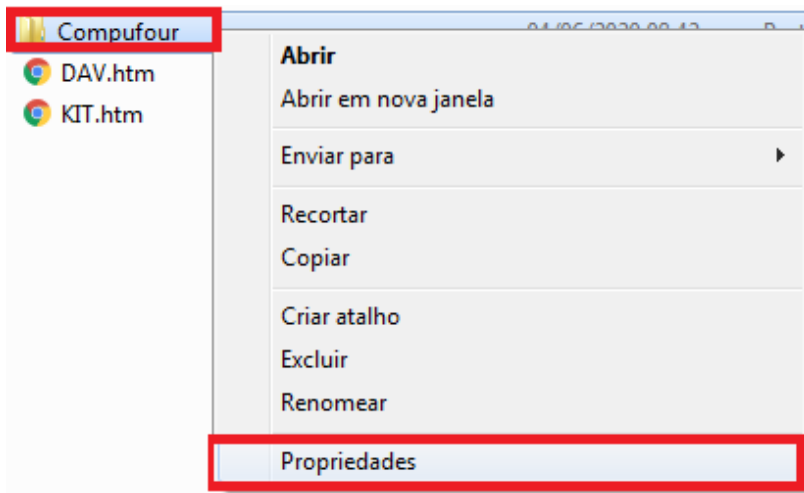 Compufour
DAV.htm
KIT.htm
Abrir
Abrir em nova janela
Enviar para
Recortar
Copiar
Criar atalho
Excluir
Renomear
Propriedades